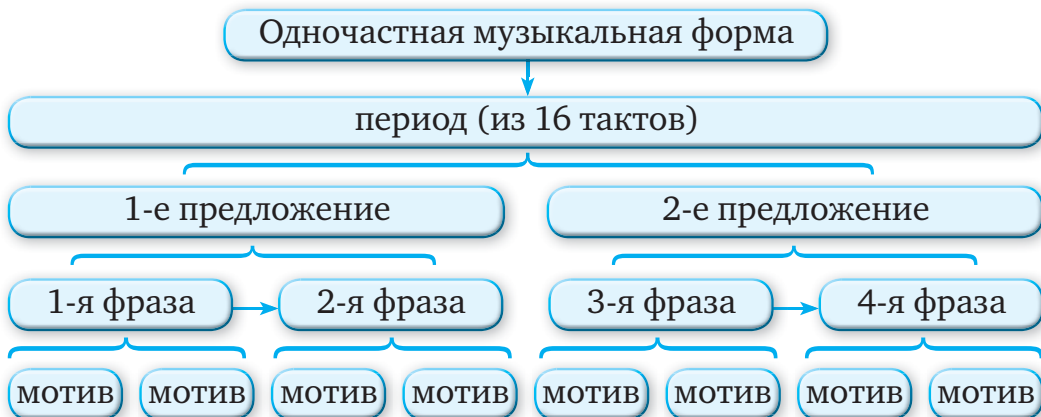 Одночастная музыкальная форма
период (из 16 тактов)
1-е предложение 2-е предложение
1-я фраза 2-я фраза 3-я фраза 4-я фраза
мотив мотив мотив мотив мотив мотив мотив мотив